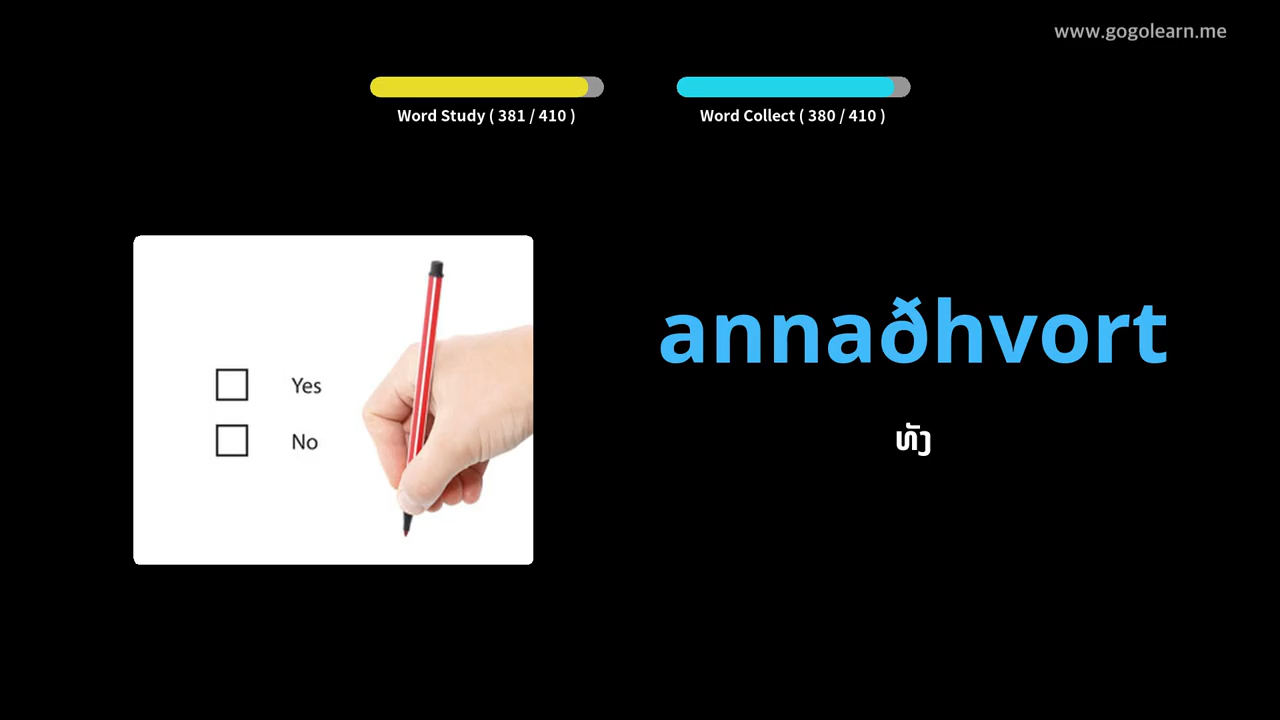 www.gogolearn.me
Word Study ( 381 / 410 )
Word Collect ( 380 / 410 )
Yes
No
annaðhvort
ທັງ